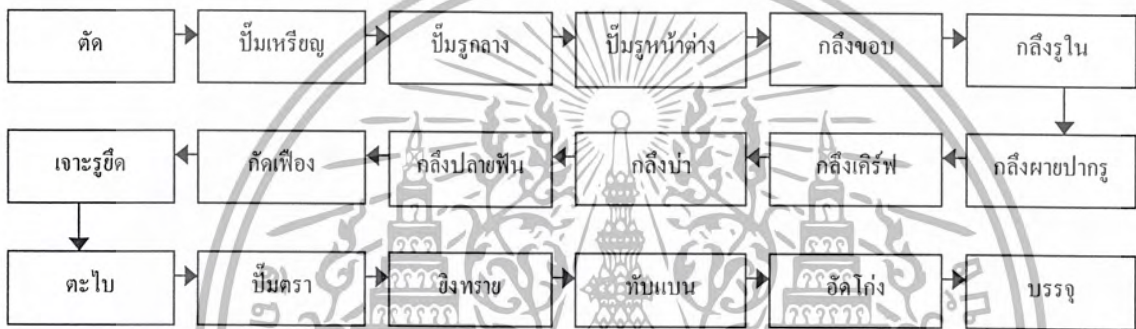 ตัด ปั๊มเหรียญ ปั๊มรูกลาง ปั๊มรูหน้าต่าง กลึงขอบ กลึงรูใน
เจาะรูยึด กัดเฟือง กลึงปลายฟัน กลึงบ่า กลึงเคิร์ฟ กลึงผายปากรู
ตะไบ ปั๊มตรา ยิงทราย ทับแบน อัดโก่ง บรรจุ